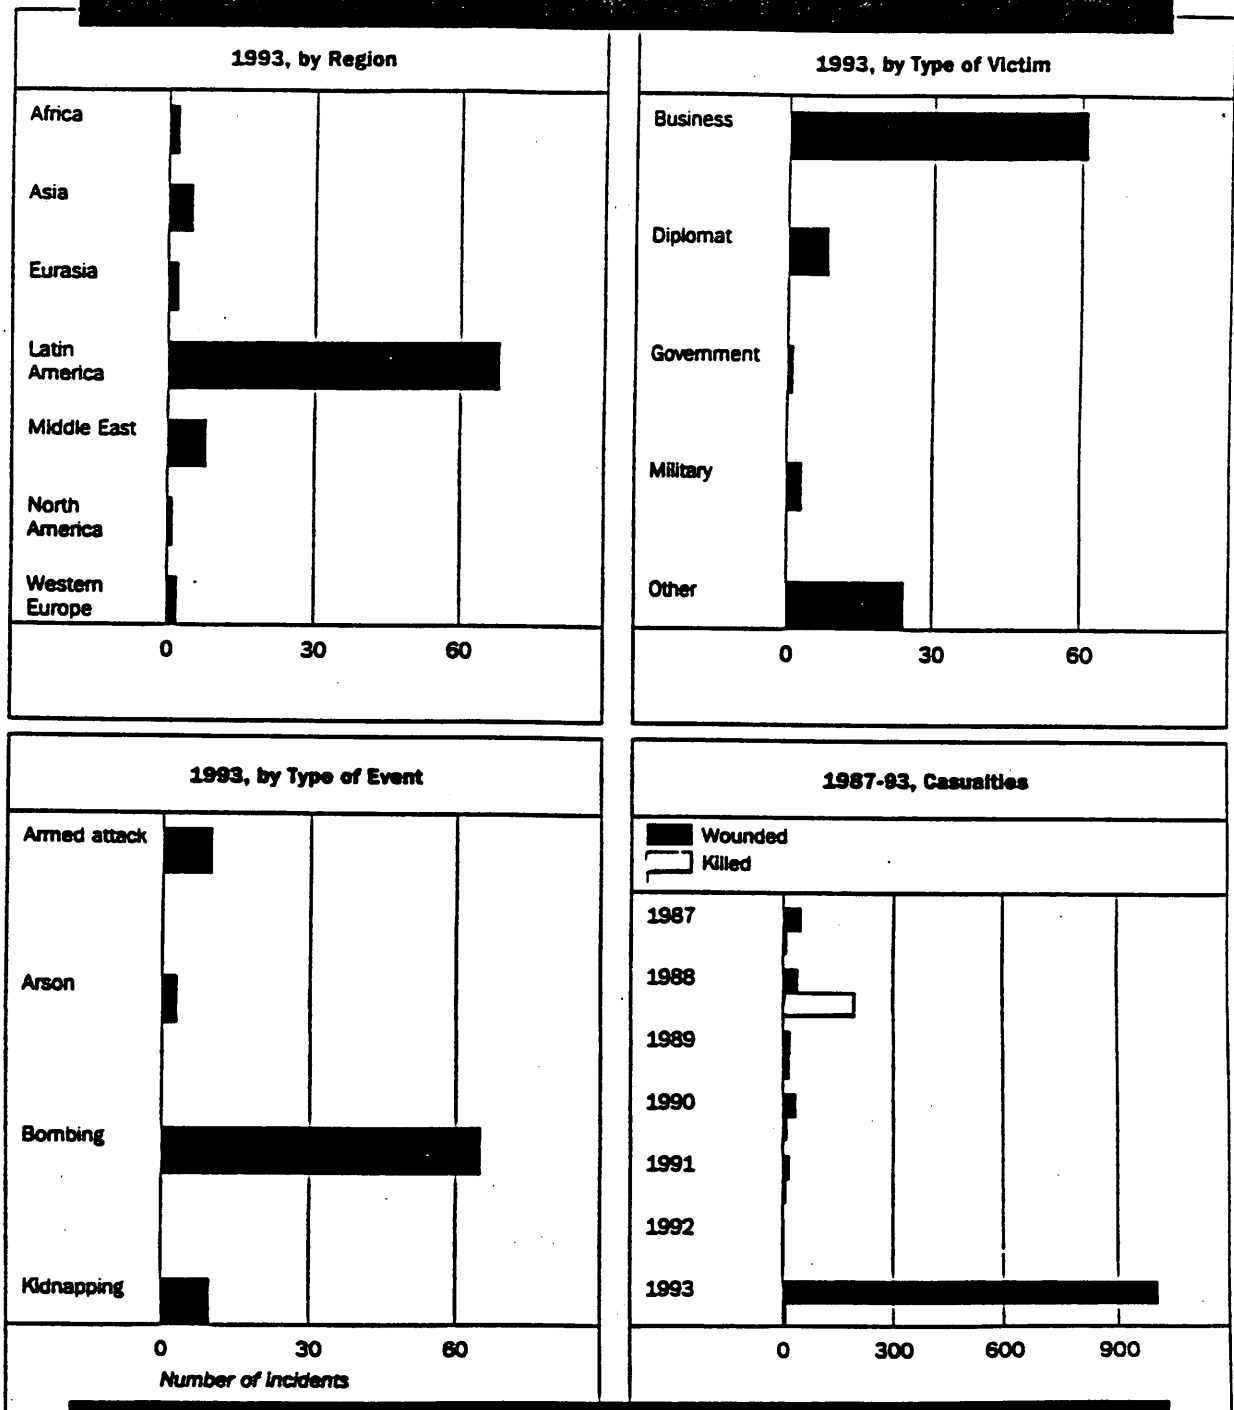 1993, by Region
Africa
Asia
Eurasia
Latin
America
Middle East
North
America
Western
Europe
0 30 60
1993, by Type of Victim
Business
Diplomat
Government
Military
Other
0 30 60
1993, by Type of Event
Armed attack
Arson
Bombing
Kidnapping
0 30 60
Number of incidents
1987-93, Casualties
Wounded
Killed
1987
1988
1989
1990
1991
1992
1993
0 300 600 900